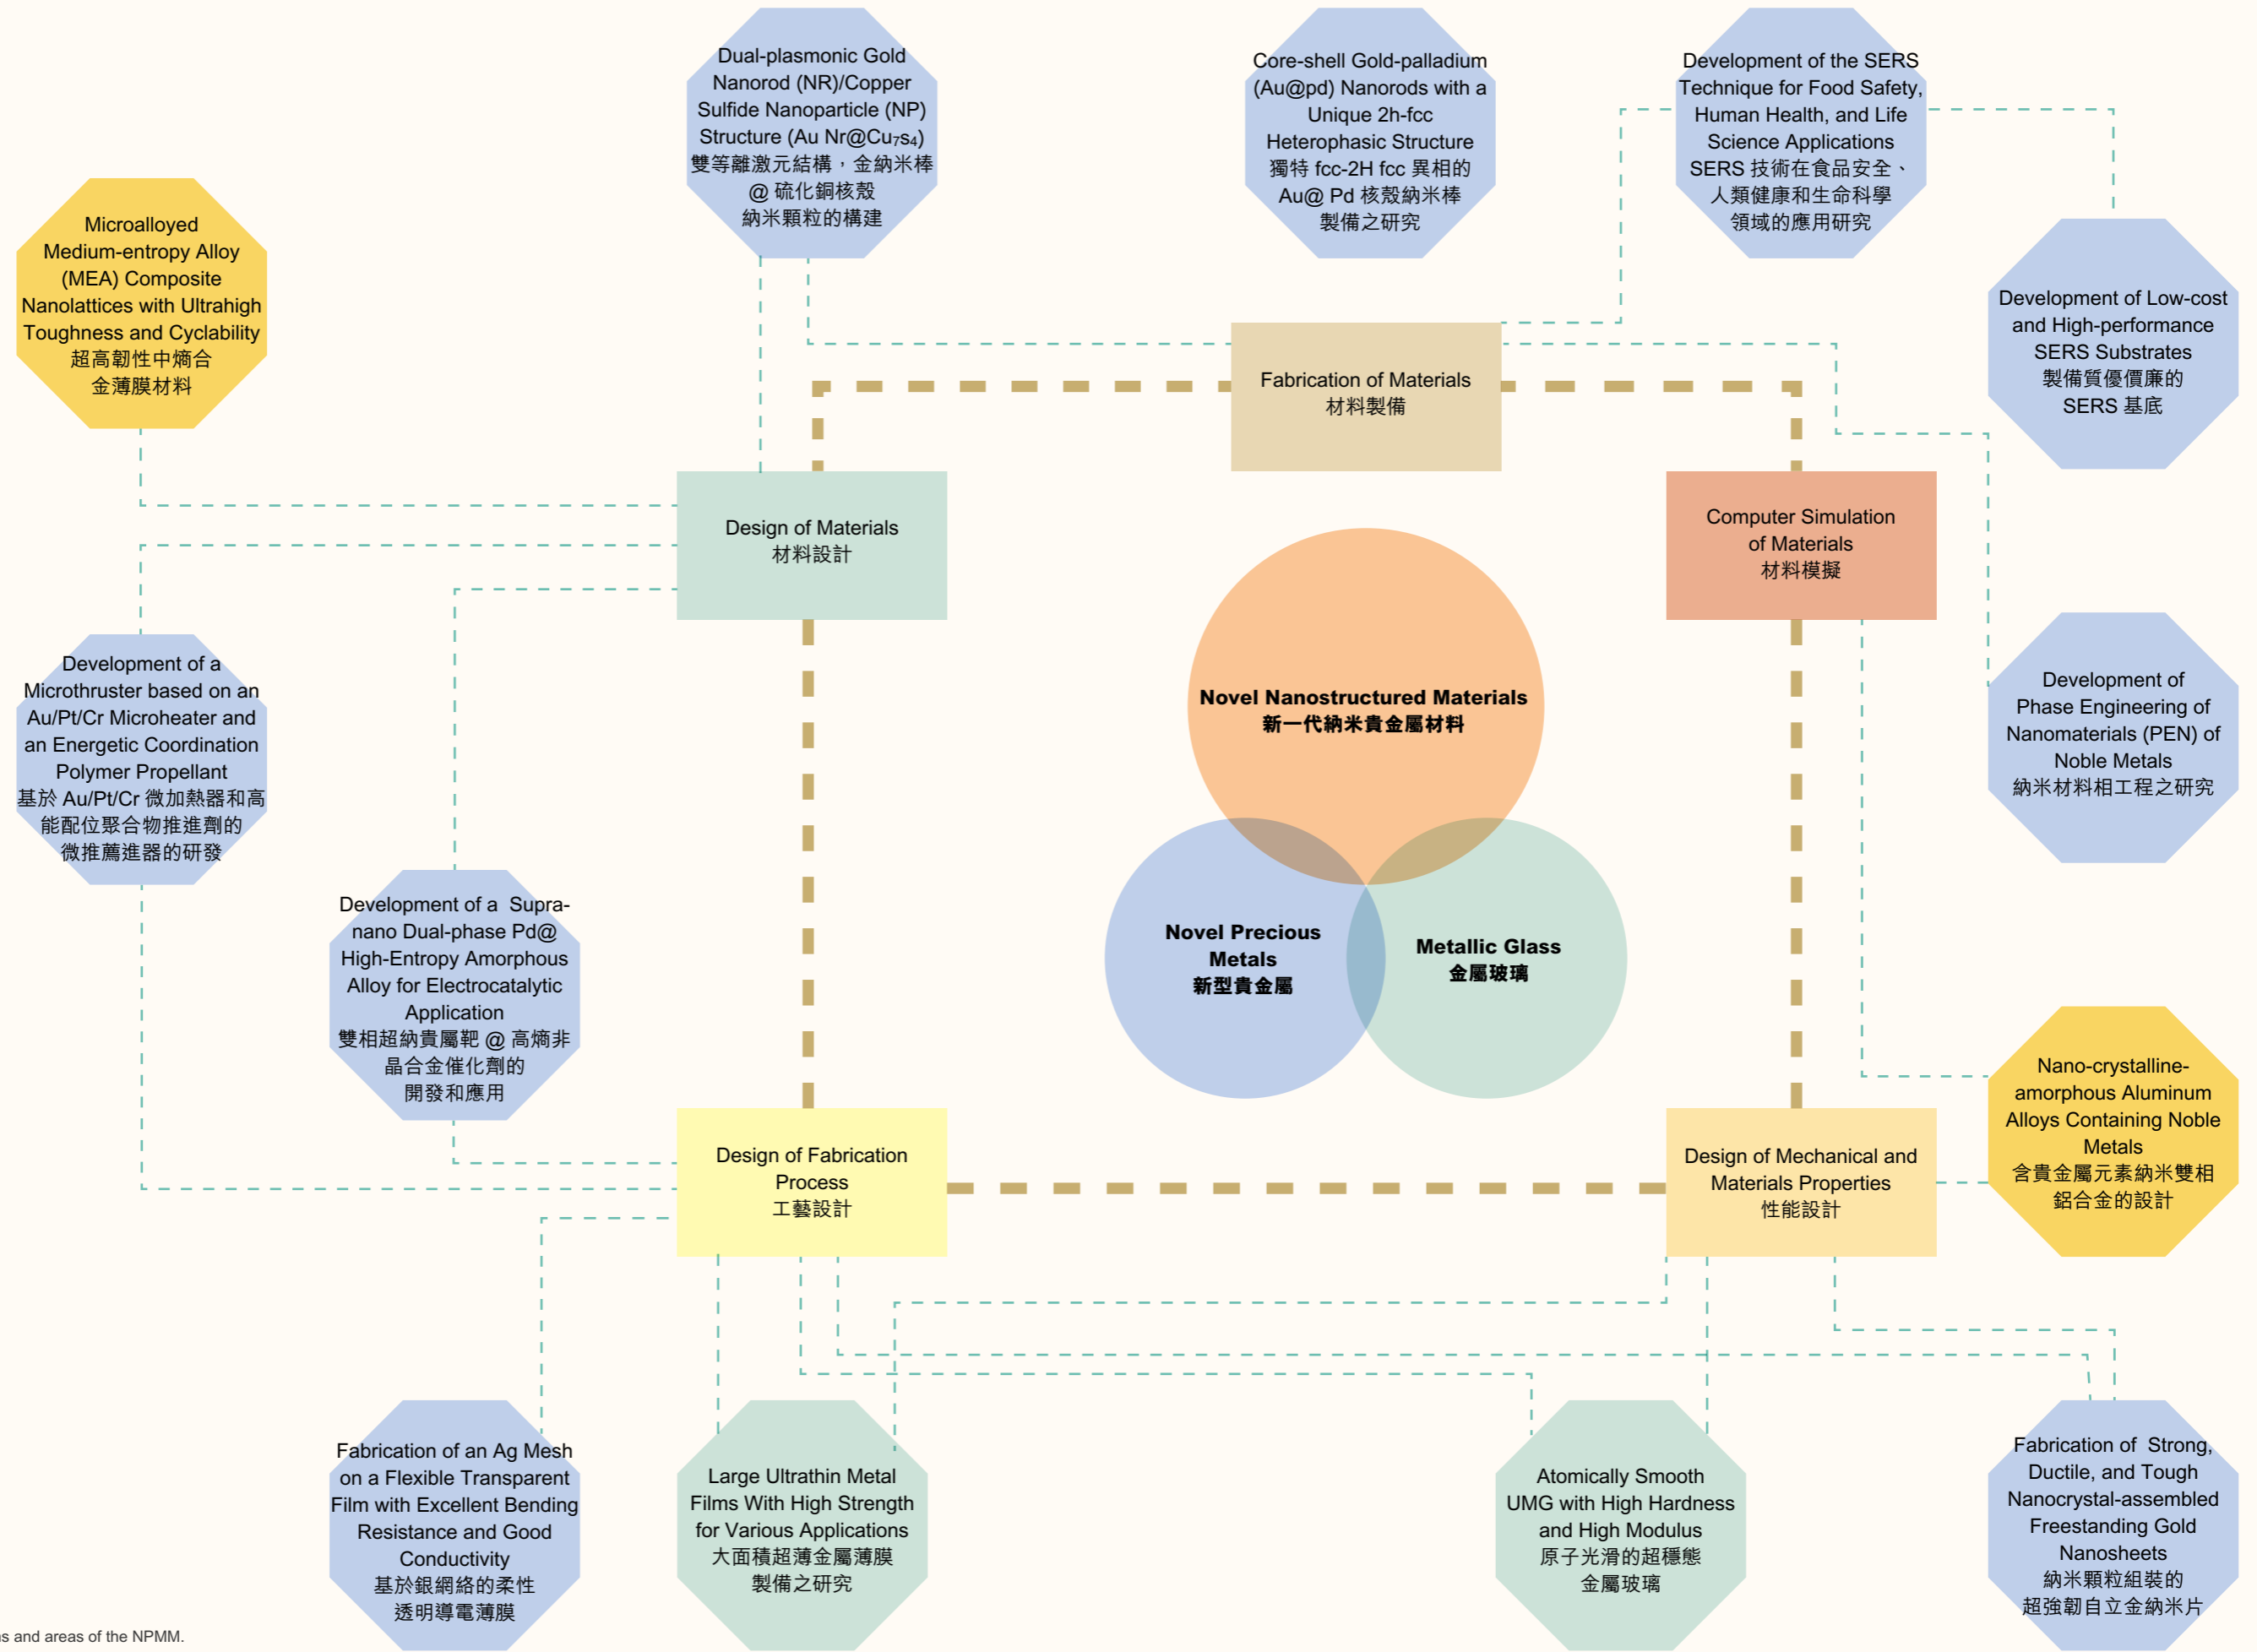 Dual-plasmonic Gold
Nanorod (NR)/Copper
Sulfide Nanoparticle (NP)
Structure (Au Nr@Cu₇s₄)
雙等離激元結構，金納米棒
@ 硫化銅核殼
納米顆粒的構建
Core-shell Gold-palladium
(Au@pd) Nanorods with a
Unique 2h-fcc
Heterophasic Structure
獨特 fcc-2H fcc 異相的
Au@ Pd 核殼納米棒
製備之研究
Development of the SERS
Technique for Food Safety,
Human Health, and Life
Science Applications
SERS 技術在食品安全、
人類健康和生命科學
領域的應用研究
Microalloyed
Medium-entropy Alloy
(MEA) Composite
Nanolattices with Ultrahigh
Toughness and Cyclability
超高韌性中熵合
金薄膜材料
Development of Low-cost
and High-performance
SERS Substrates
製備質優價廉的
SERS 基底
Fabrication of Materials
材料製備
Design of Materials
材料設計
Computer Simulation
of Materials
材料模擬
Novel Nanostructured Materials
新一代納米貴金屬材料
Development of a
Microthruster based on an
Au/Pt/Cr Microheater and
an Energetic Coordination
Polymer Propellant
基於 Au/Pt/Cr 微加熱器和高
能配位聚合物推進劑的
微推薦進器的研發
Development of
Phase Engineering of
Nanomaterials (PEN) of
Noble Metals
納米材料相工程之研究
Development of a  Supra-
nano Dual-phase Pd@
High-Entropy Amorphous
Alloy for Electrocatalytic
Application
雙相超納貴屬靶 @ 高熵非
晶合金催化劑的
開發和應用
Novel Precious
Metals
新型貴金屬
Metallic Glass
金屬玻璃
Nano-crystalline-
amorphous Aluminum
Alloys Containing Noble
Metals
含貴金屬元素納米雙相
鋁合金的設計
Design of Fabrication
Process
工藝設計
Design of Mechanical and
Materials Properties
性能設計
Fabrication of an Ag Mesh
on a Flexible Transparent
Film with Excellent Bending
Resistance and Good
Conductivity
基於銀網絡的柔性
透明導電薄膜
Large Ultrathin Metal
Films With High Strength
for Various Applications
大面積超薄金屬薄膜
製備之研究
Atomically Smooth
UMG with High Hardness
and High Modulus
原子光滑的超穩態
金屬玻璃
Fabrication of  Strong,
Ductile, and Tough
Nanocrystal-assembled
Freestanding Gold
Nanosheets
納米顆粒組裝的
超強韌自立金納米片
and areas of the NPMM.